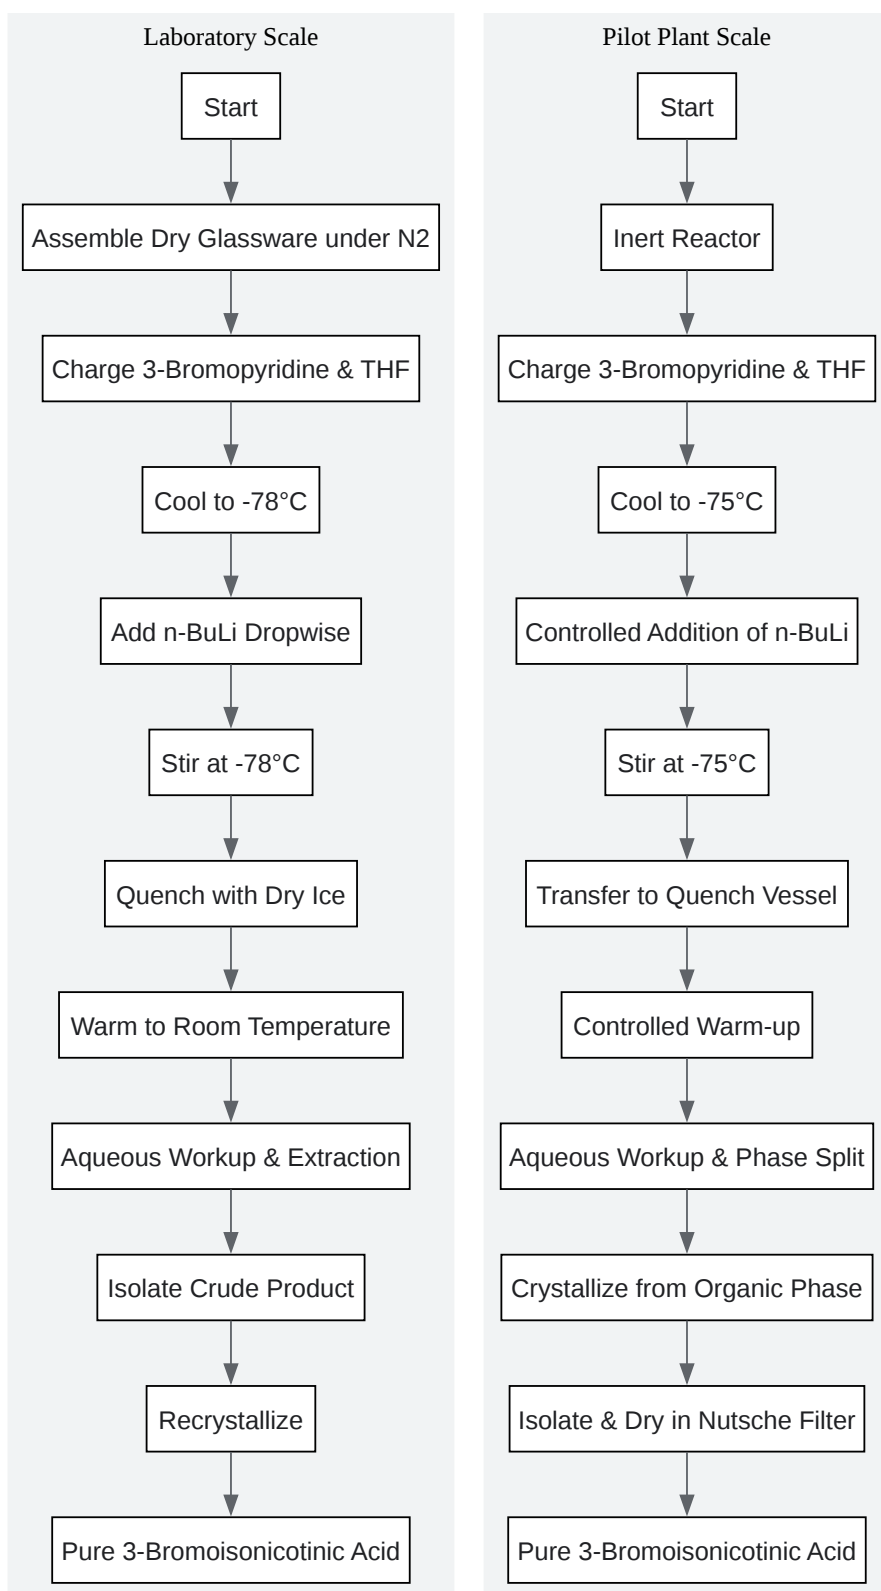 Laboratory Scale
Start
Assemble Dry Glassware under N2
Charge 3-Bromopyridine & THF
Cool to -78°C
Add n-BuLi Dropwise
Stir at -78°C
Quench with Dry Ice
Warm to Room Temperature
Aqueous Workup & Extraction
Isolate Crude Product
Recrystallize
Pure 3-Bromoisonicotinic Acid
Pilot Plant Scale
Start
Inert Reactor
Charge 3-Bromopyridine & THF
Cool to -75°C
Controlled Addition of n-BuLi
Stir at -75°C
Transfer to Quench Vessel
Controlled Warm-up
Aqueous Workup & Phase Split
Crystallize from Organic Phase
Isolate & Dry in Nutsche Filter
Pure 3-Bromoisonicotinic Acid